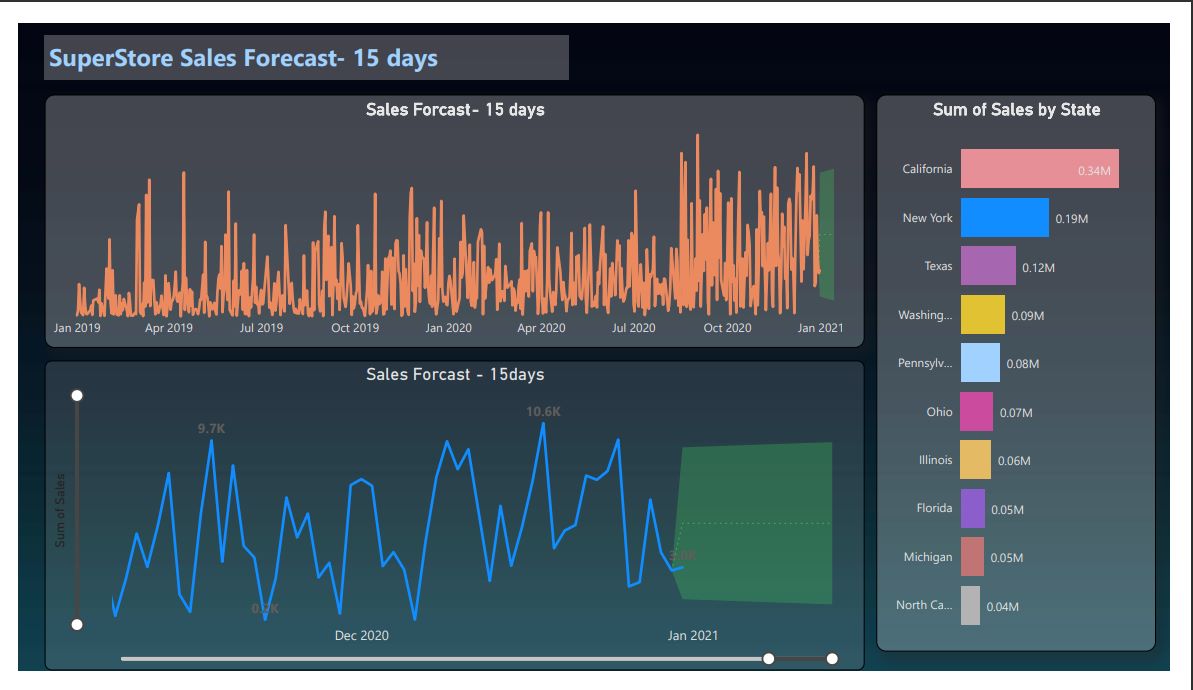 SuperStore Sales Forecast- 15 days
Sales Forcast- 15 days
Jan 2019 Apr 2019 Jul 2019 Oct 2019 Jan 2020 Apr 2020 Jul 2020 Oct 2020 Jan 2021
Sales Forcast - 15days
Sum of Sales
9.7K
10.6K
0.2K
3.0K
Dec 2020 Jan 2021
Sum of Sales by State
California 0.34M
New York 0.19M
Texas 0.12M
Washing... 0.09M
Pennsylv... 0.08M
Ohio 0.07M
Illinois 0.06M
Florida 0.05M
Michigan 0.05M
North Ca... 0.04M